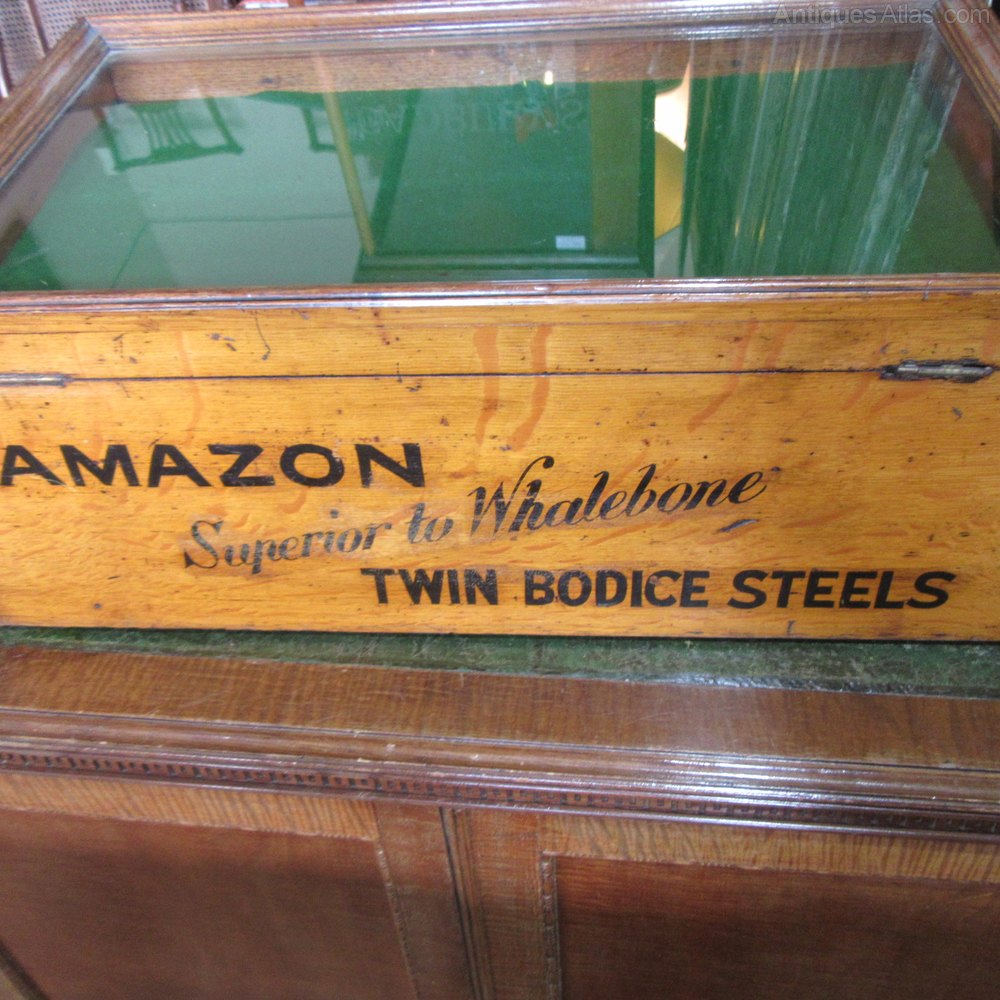 AntiquesAtlas.com
AMAZON
Superior to Whalebone
TWIN BODICE STEELS